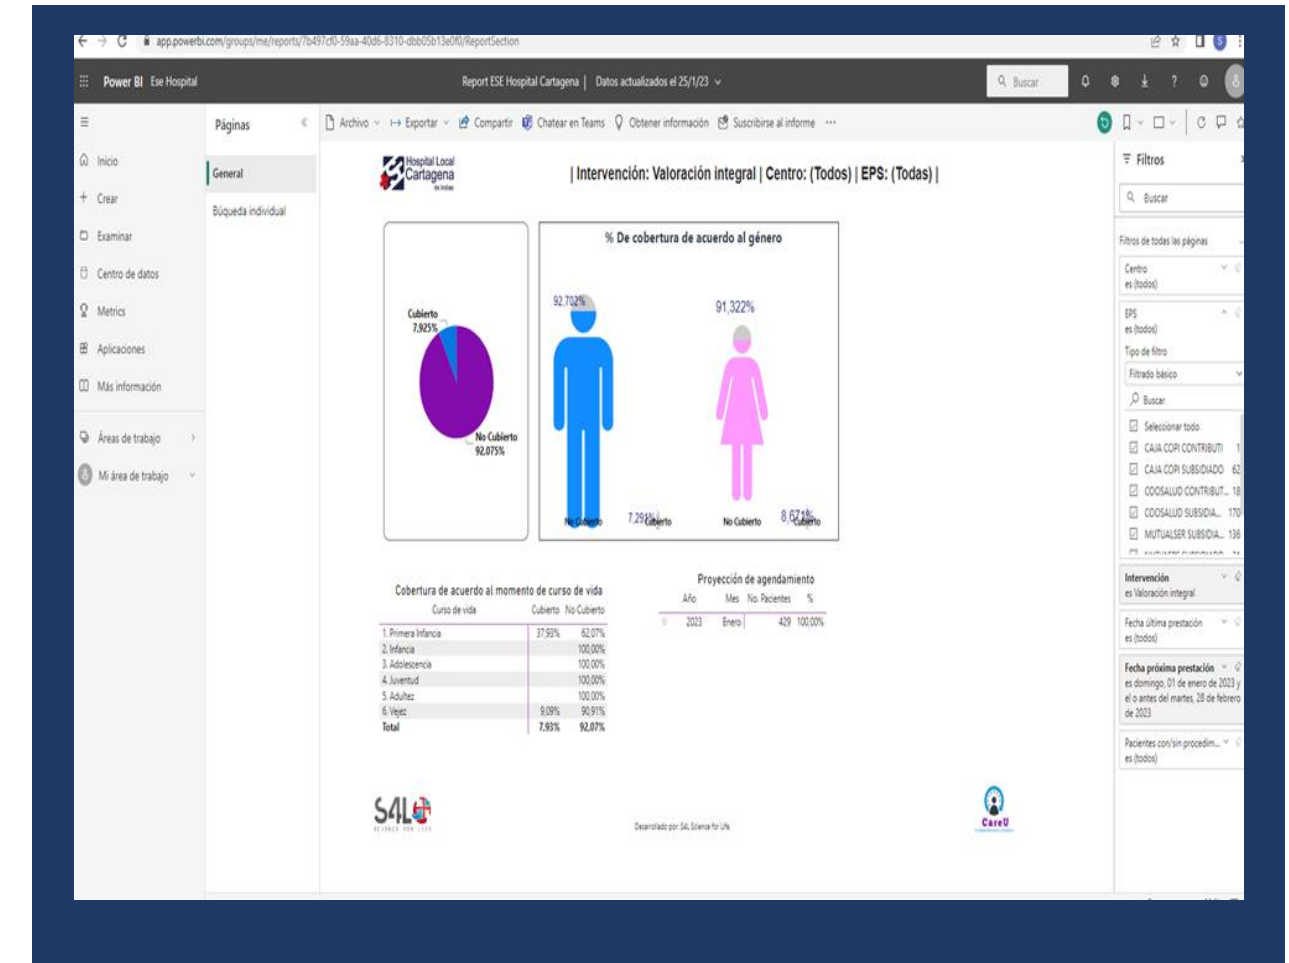 app.powerbi.com/groups/me/reports/7b497cf0-59aa-40d6-8310-dbb05b13e0f0/ReportSection
Power BI Ese Hospital
Report ESE Hospital Cartagena | Datos actualizados el 25/1/23
Buscar
Páginas
Archivo Exportar Compartir Chatear en Teams Obtener información Suscribirse al informe ...
Inicio
Crear
Examinar
Centro de datos
Metrics
Aplicaciones
Más información
Áreas de trabajo
Mi área de trabajo
General
Búqueda individual
Hospital Local
Cartagena
de Indias
| Intervención: Valoración integral | Centro: (Todos) | EPS: (Todas) |
Cubierto
7,925%
No Cubierto
92,075%
% De cobertura de acuerdo al género
92,702%
91,322%
No Cubierto
7,291%
Cubierto
No Cubierto
8,671%
Cubierto
Cobertura de acuerdo al momento de curso de vida
Curso de vida Cubierto No Cubierto
1. Primera Infancia 37,93% 62,07%
2. Infancia 100,00%
3. Adolescencia 100,00%
4. Juventud 100,00%
5. Adultez 100,00%
6. Vejez 9,09% 90,91%
Total 7,93% 92,07%
Proyección de agendamiento
Año Mes No. Pacientes %
2023 Enero 429 100,00%
S4L
SCIENCE FOR LIFE
Desarrollado por: S4L Science for Life.
CareU
Filtros
Buscar
Filtros de todas las páginas
Centro
es (todos)
EPS
es (todos)
Tipo de filtro
Filtrado básico
Buscar
Seleccionar todo
CAJA COPI CONTRIBUTI 1
CAJA COPI SUBSIDIADO 62
COOSALUD CONTRIBUT... 18
COOSALUD SUBSIDIA... 170
MUTUALSER SUBSIDIA... 136
Intervención
es Valoración integral
Fecha última prestación
es (todos)
Fecha próxima prestación
es domingo, 01 de enero de 2023 y
el o antes del martes, 28 de febrero
de 2023
Pacientes con/sin procedim...
es (todos)